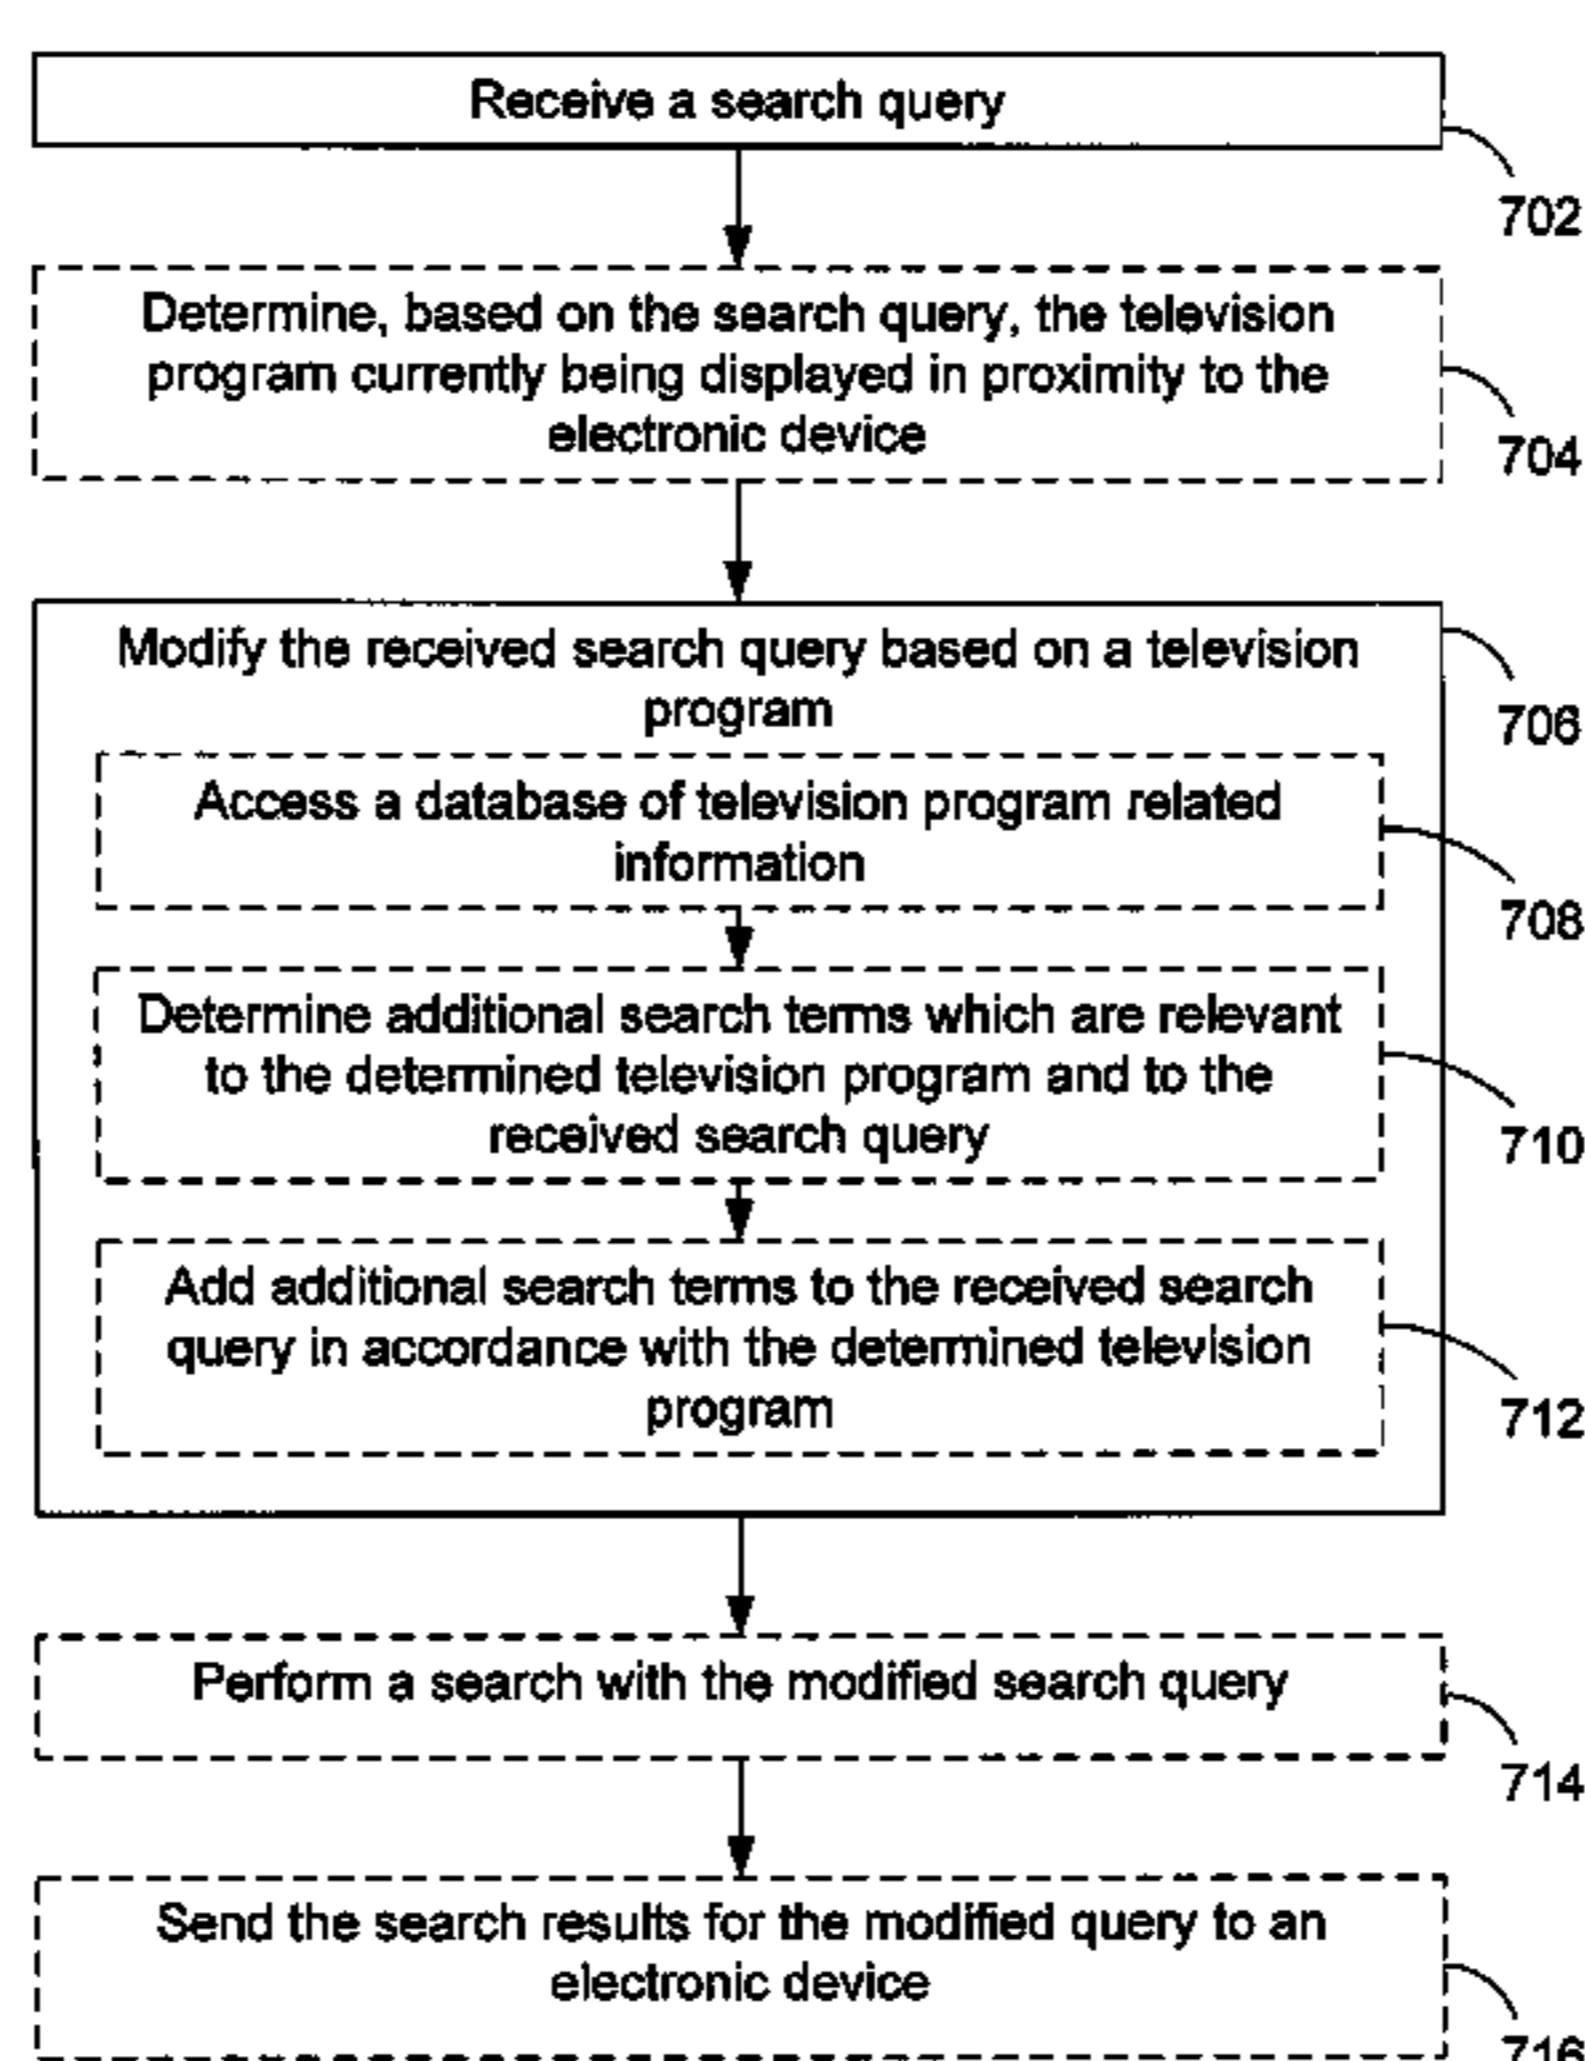 Receive a search query
702
Determine, based on the search query, the television
program currently being displayed in proximity to the
electronic device
704
Modify the received search query based on a television
program
706
Access a database of television program related
information
708
Determine additional search terms which are relevant
to the determined television program and to the
received search query
710
Add additional search terms to the received search
query in accordance with the determined television
program
712
Perform a search with the modified search query
714
Send the search results for the modified query to an
electronic device
716